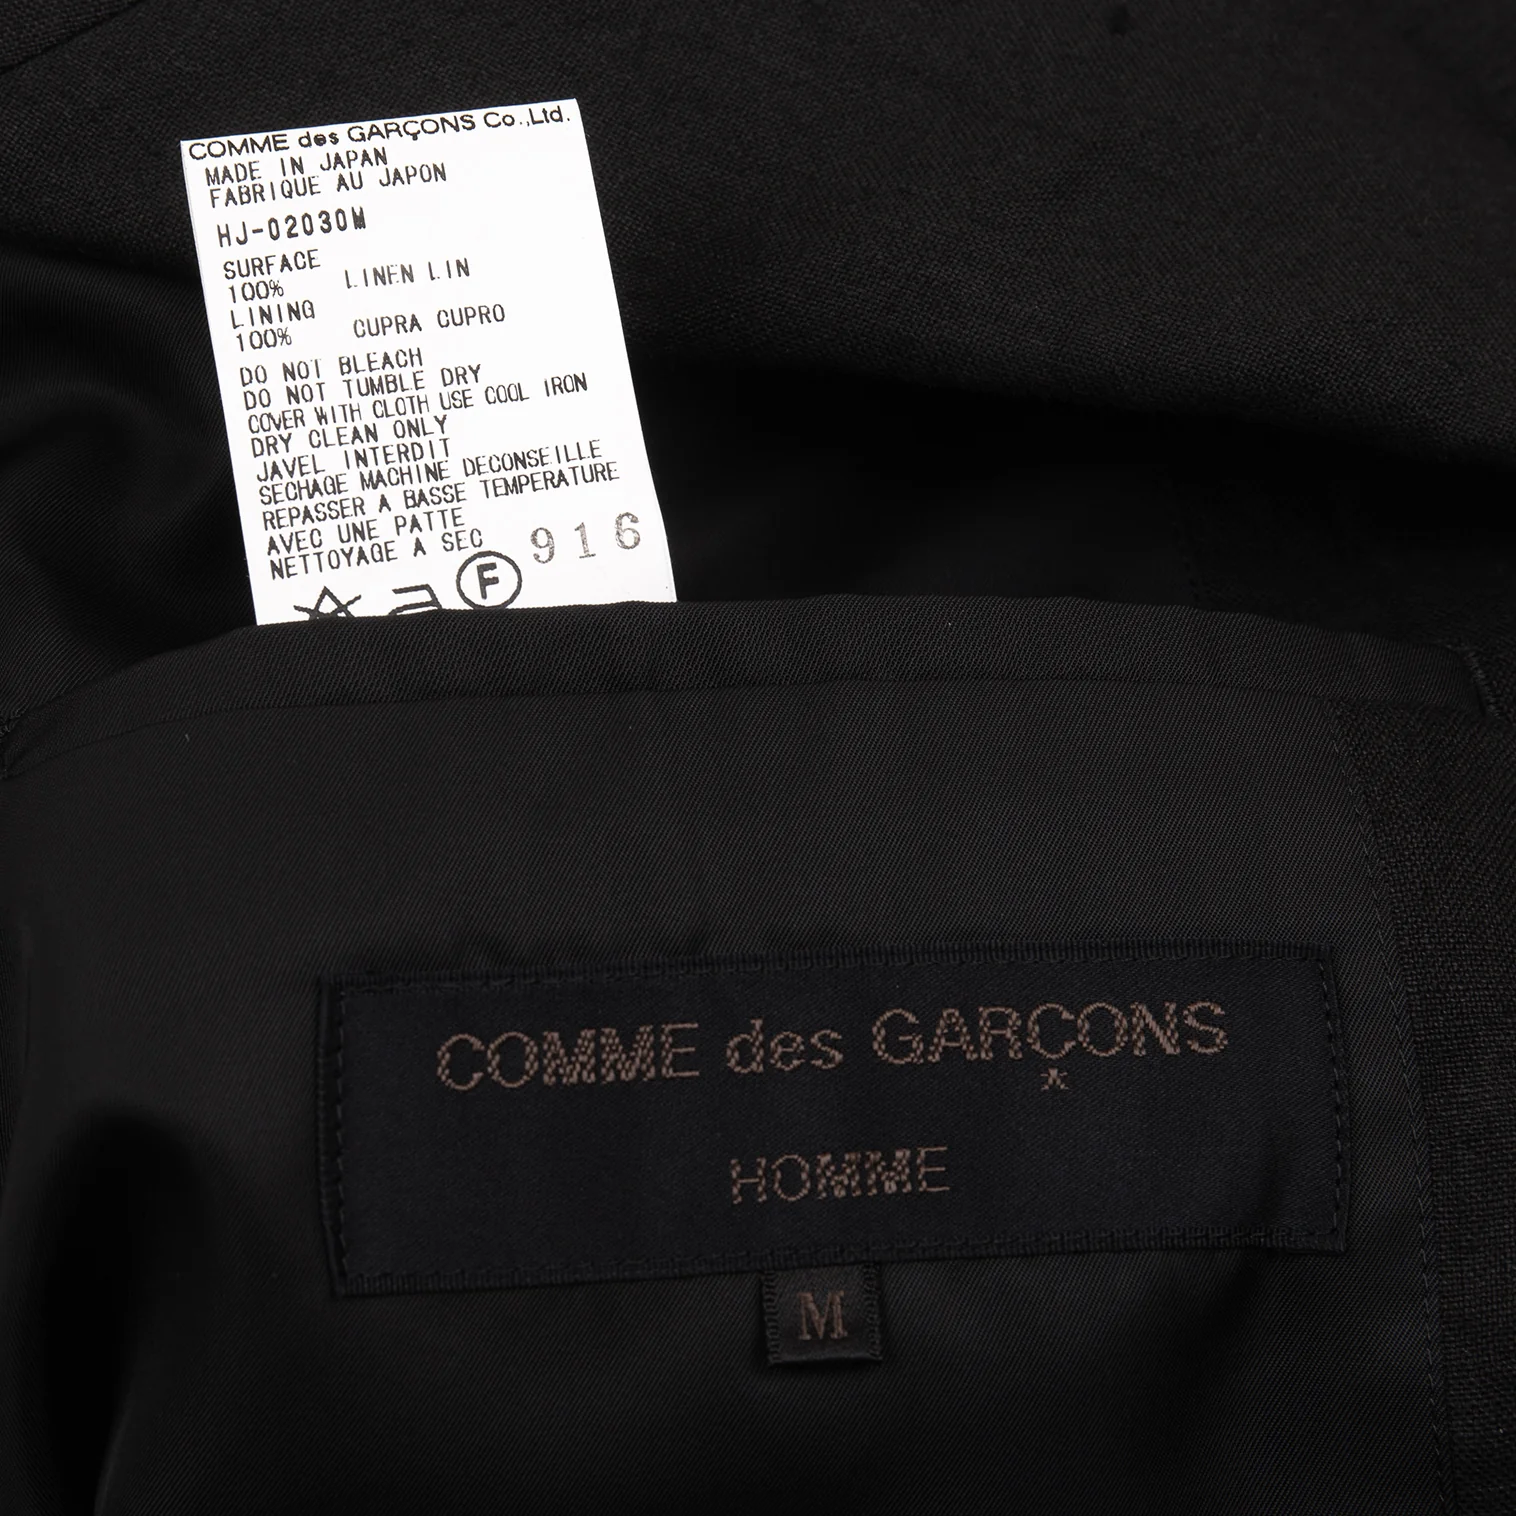 COMME des GARÇONS Co.,Ltd.
MADE IN JAPAN
FABRIQUE AU JAPON
HJ-02030M
SURFACE
100% LINEN LIN
LINING
100% CUPRA CUPRO
DO NOT BLEACH
DO NOT TUMBLE DRY
COVER WITH CLOTH USE COOL IRON
DRY CLEAN ONLY
JAVEL INTERDIT
SECHAGE MACHINE DECONSEILLE
REPASSER A BASSE TEMPERATURE
AVEC UNE PATTE
NETTOYAGE A SEC
916
F
COMME des GARÇONS
HOMME
M